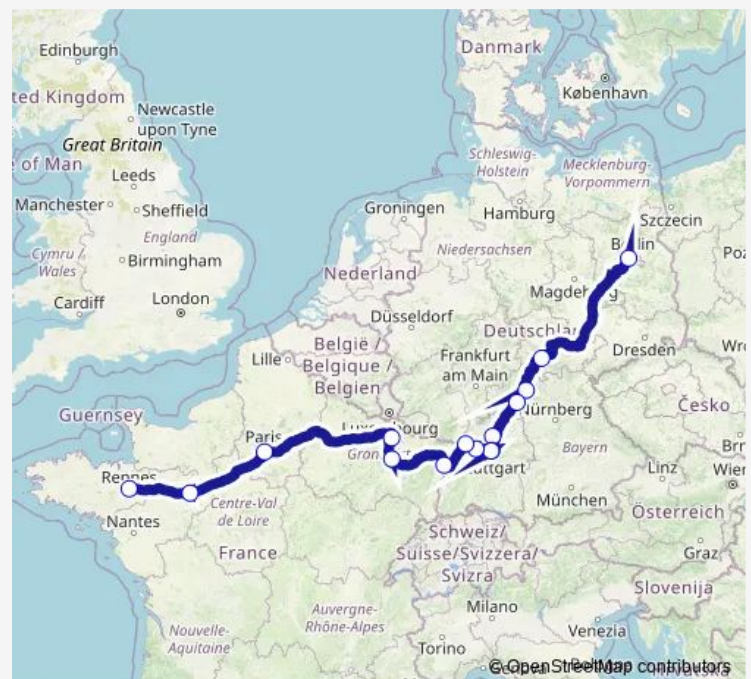 Edinburgh
Danmark
København
ted Kingdom
Newcastle
upon Tyne
Great Britain
e of Man
Leeds
Schleswig-
Holstein
Mecklenburg-
Vorpommern
Manchester
Sheffield
Groningen
Hamburg
Szczecin
England
Cymru /
Wales
Birmingham
Niedersachsen
Nederland
Cardiff
London
Düsseldorf
België /
Belgique /
Belgien
Lille
Frankfurt
am Main
Dresden
Guernsey
Nürnberg
Česko
Paris
Rennes
Bayern
Linz
Centre-Val
de Loire
Nantes
München
Österreich
France
Schweiz/
Suisse/Svizzera/
Svizra
Graz
Slovenija
Auvergne-
Rhône-Alpes
Milano
Nouvelle-
Aquitaine
Venezia
Torino
© OpenStreetMap contributors